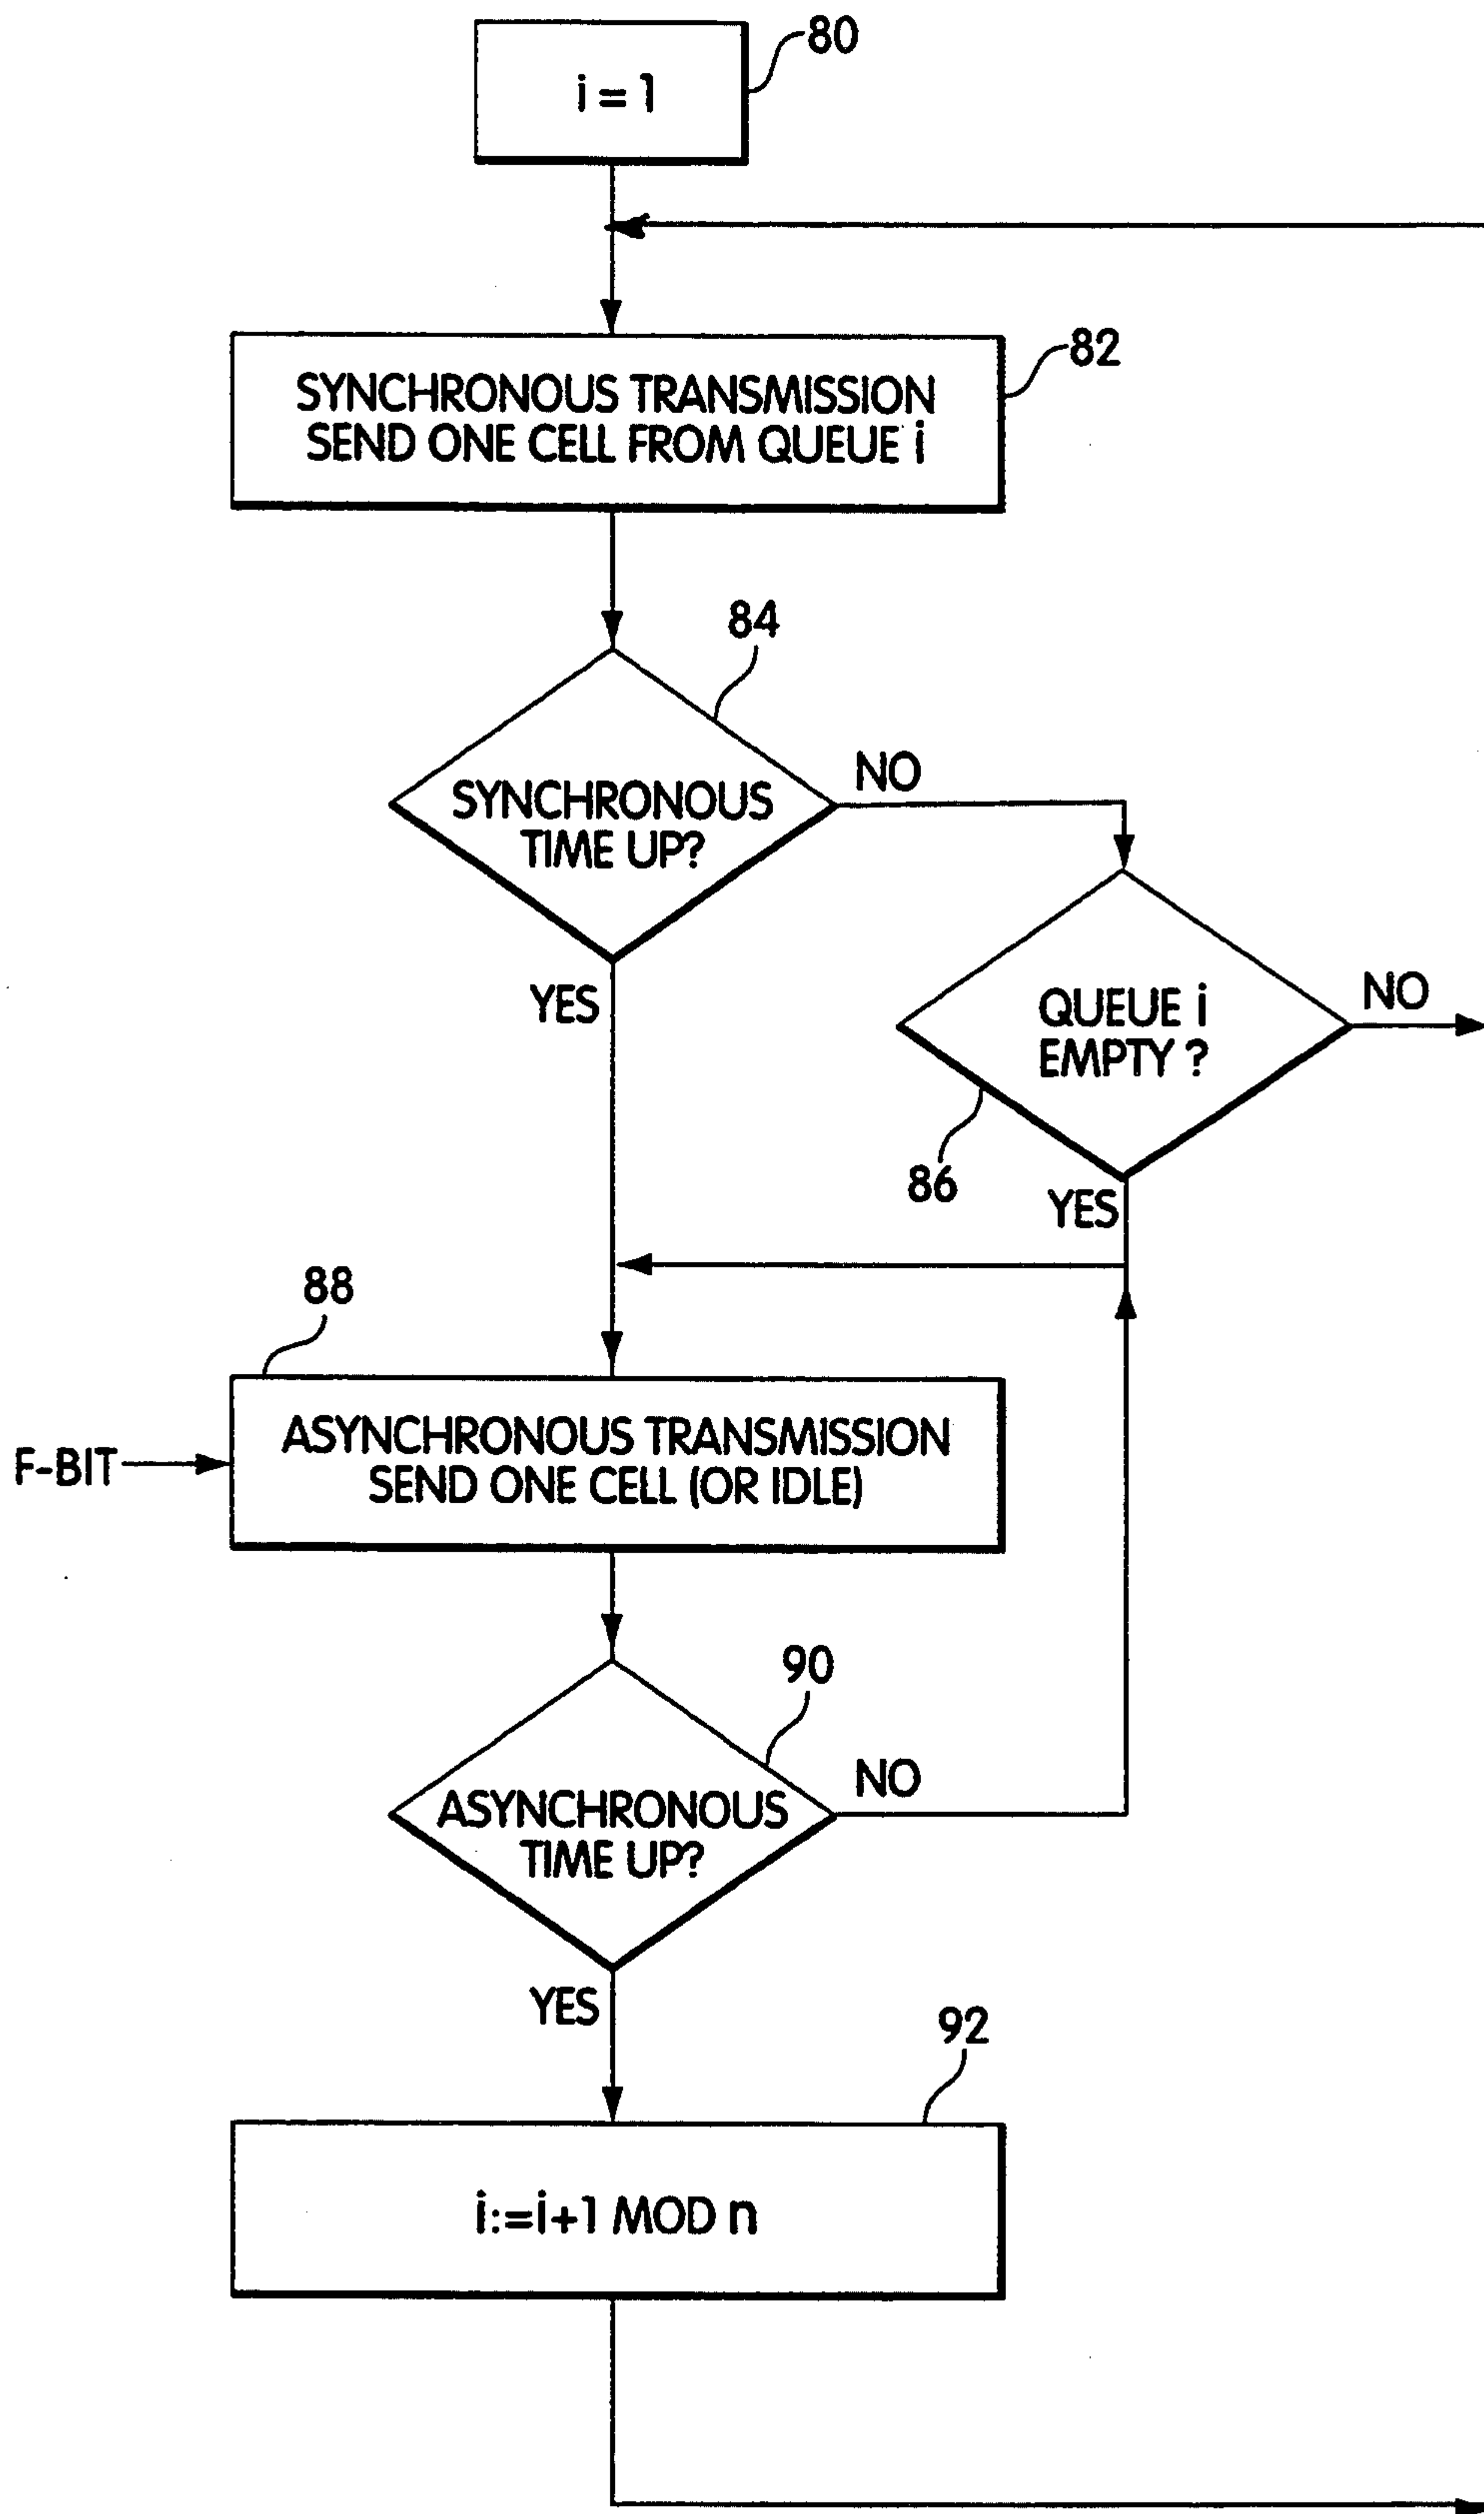 80
i = 1
82
SYNCHRONOUS TRANSMISSION
SEND ONE CELL FROM QUEUE i
84
NO
SYNCHRONOUS
TIME UP?
YES
NO
QUEUE i
EMPTY ?
86
YES
88
F-BIT
ASYNCHRONOUS TRANSMISSION
SEND ONE CELL (OR IDLE)
90
NO
ASYNCHRONOUS
TIME UP?
YES
92
i:=i+1 MOD n